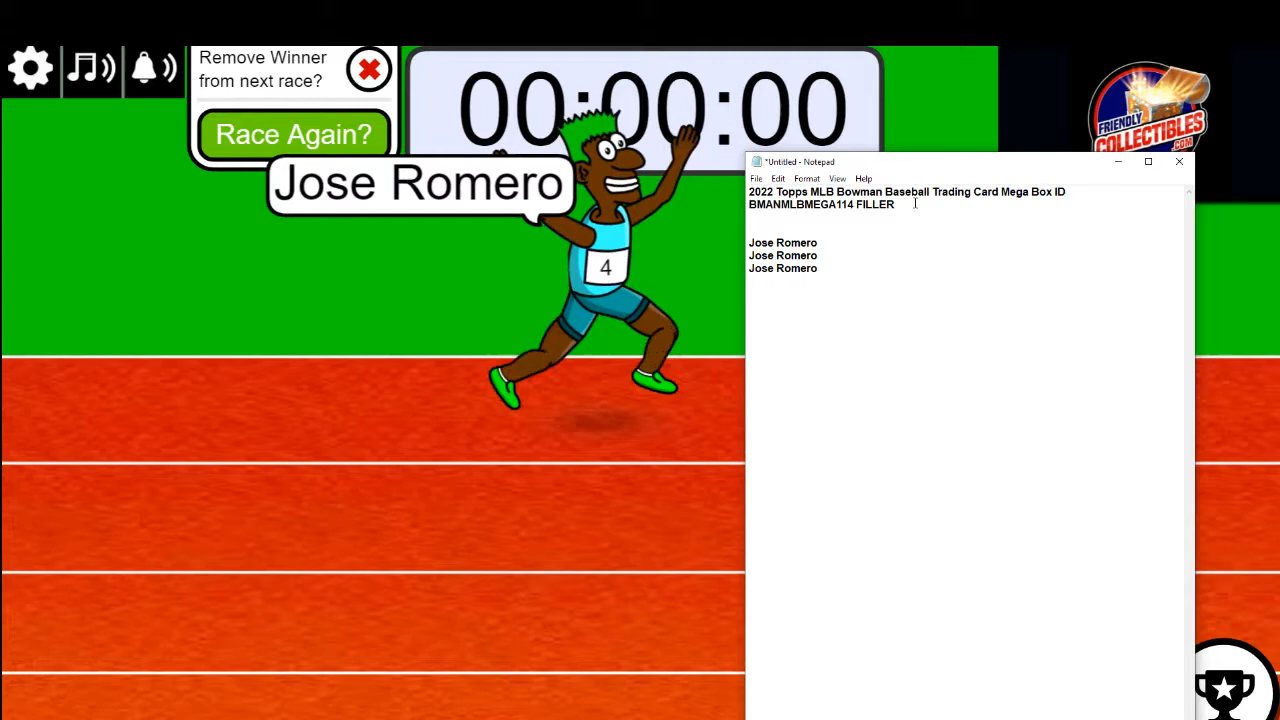 Remove Winner
from next race?
Race Again?
00:00:00
Jose Romero
4
FRIENDLY
COLLECTIBLES
.COM
*Untitled - Notepad
File Edit Format View Help
2022 Topps MLB Bowman Baseball Trading Card Mega Box ID
BMANMLBMEGA114 FILLER
Jose Romero
Jose Romero
Jose Romero